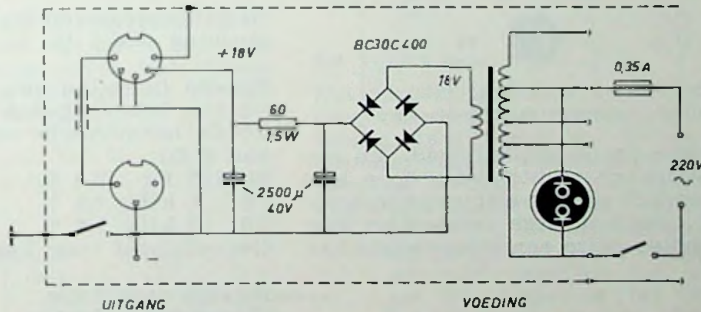 BC30C400
+18V
18V
0,35A
60
1,5W
220V
~
2500µ
40V
UITGANG
VOEDING